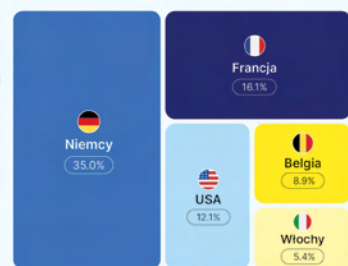 Niemcy
35.0%
Francja
16.1%
USA
12.1%
Belgia
8.9%
Włochy
5.4%